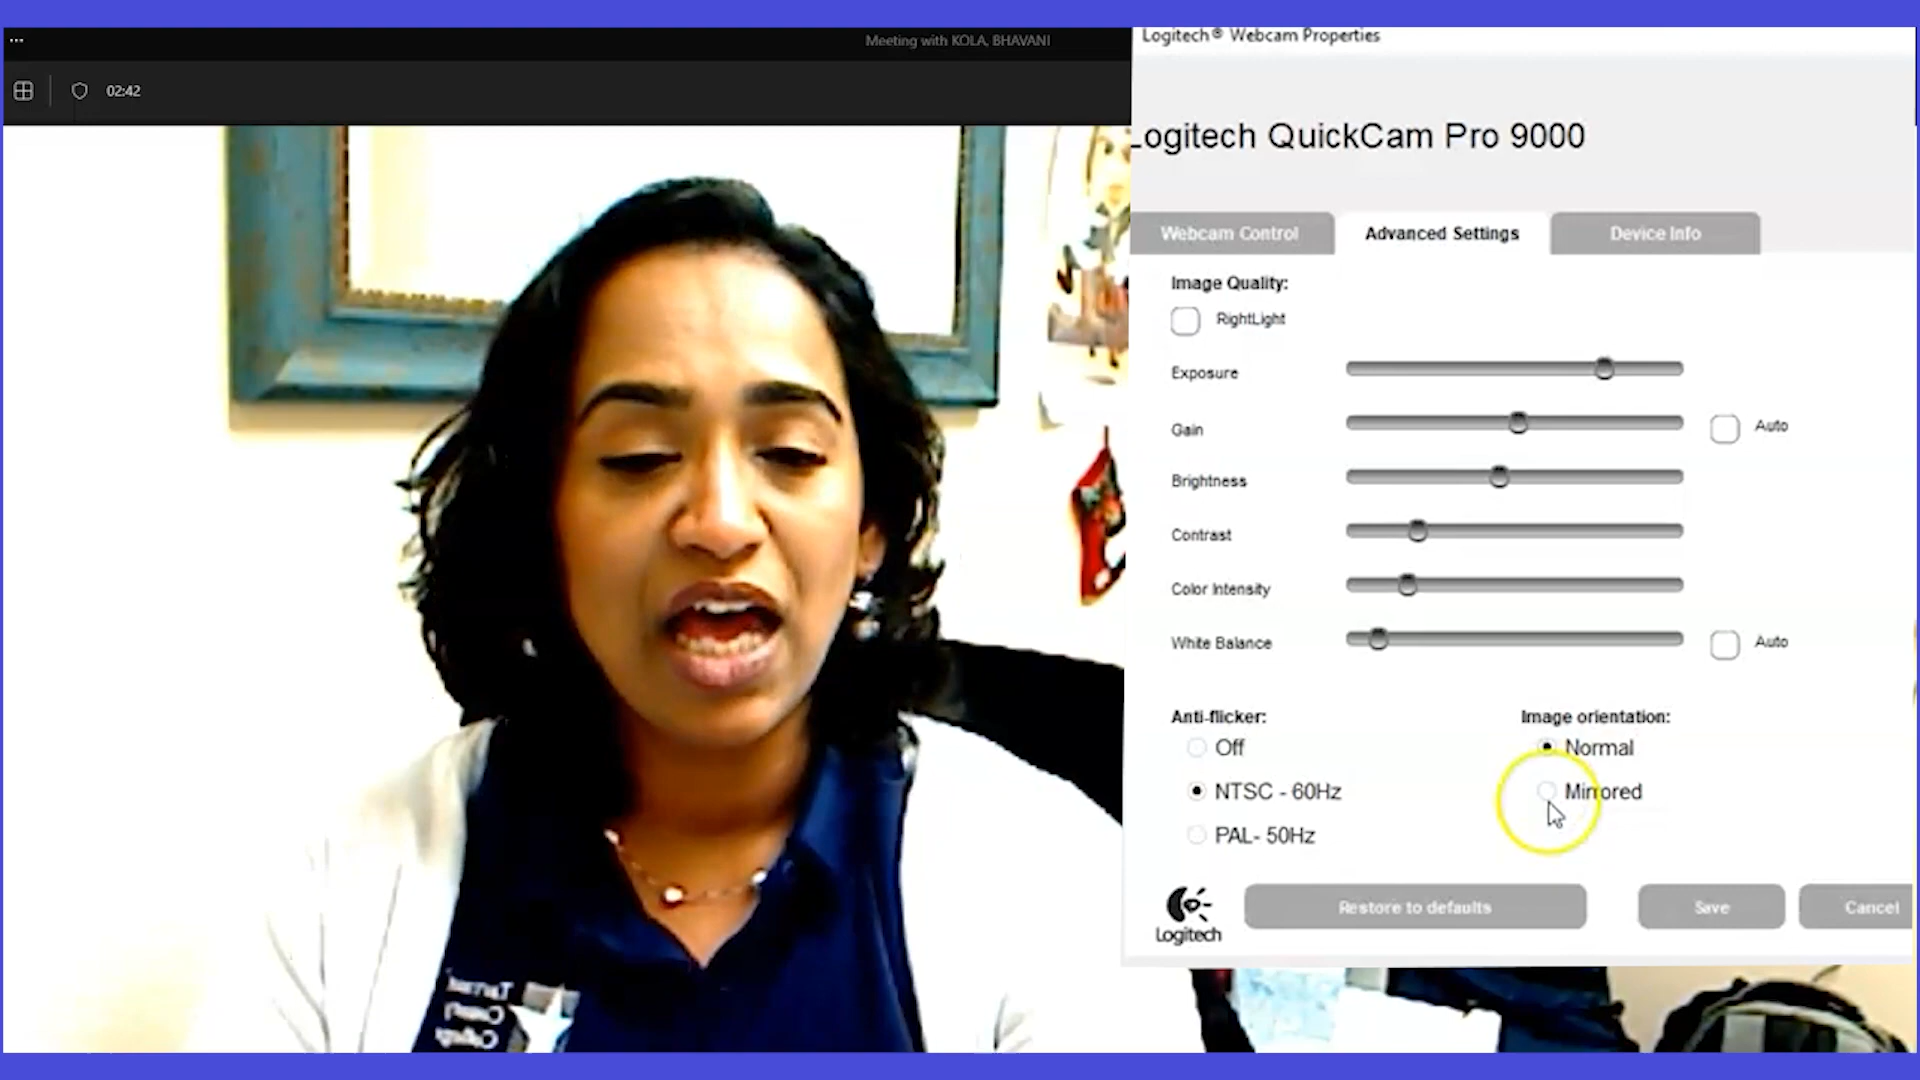 Meeting with KOLA, BHAVANI
02:42
Logitech® Webcam Properties
Logitech QuickCam Pro 9000
Webcam Control
Advanced Settings
Device Info
Image Quality:
RightLight
Exposure
Gain
Auto
Brightness
Contrast
Color Intensity
White Balance
Auto
Anti-flicker:
Image orientation:
Off
Normal
NTSC - 60Hz
Mirrored
PAL- 50Hz
Logitech
Restore to defaults
Save
Cancel